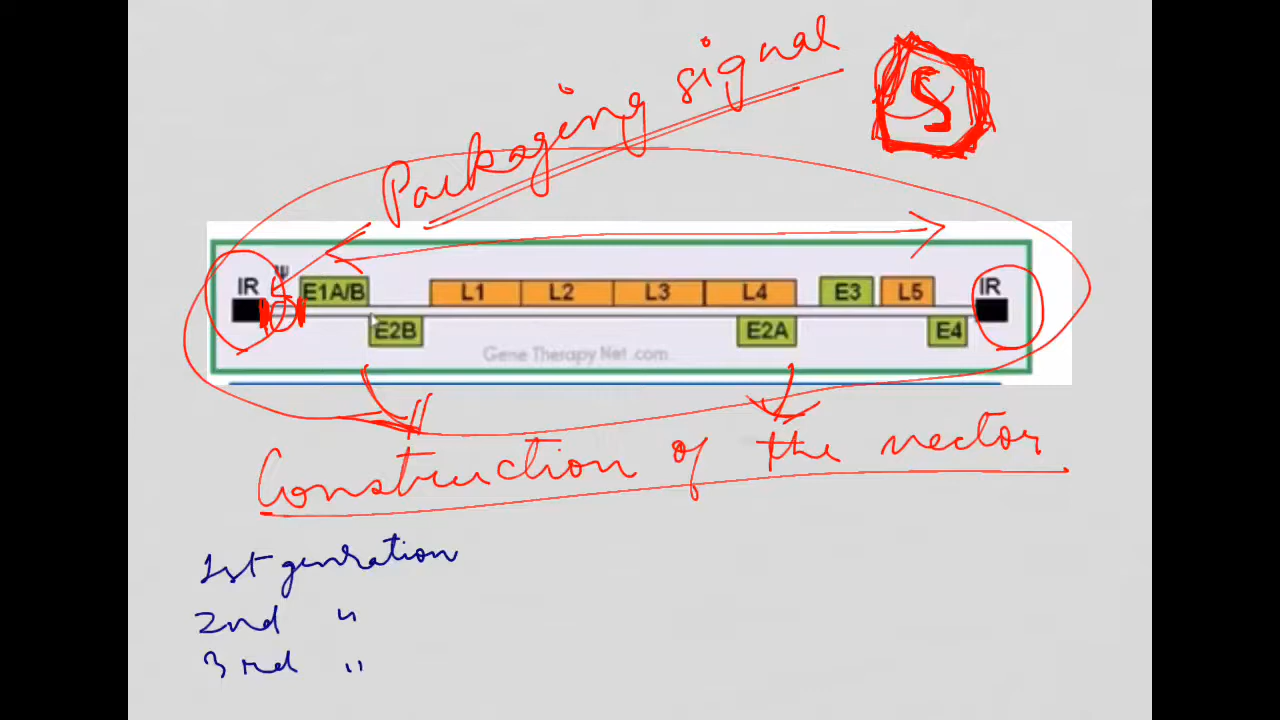 Packaging signal
S
IR Ψ E1A/B L1 L2 L3 L4 E3 L5 IR
E2B E2A E4
Gene Therapy Net .com
Construction of the vector
1st genration
2nd "
3rd "